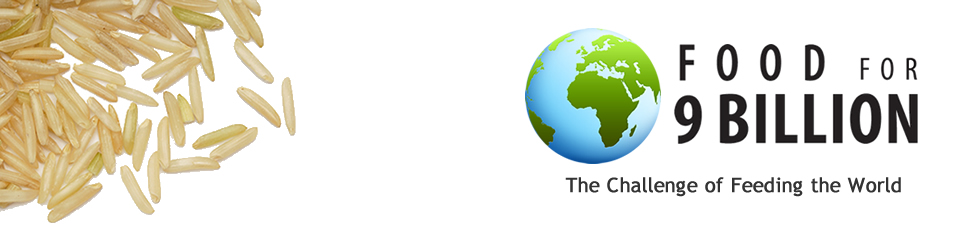 FOOD FOR
9 BILLION
The Challenge of Feeding the World